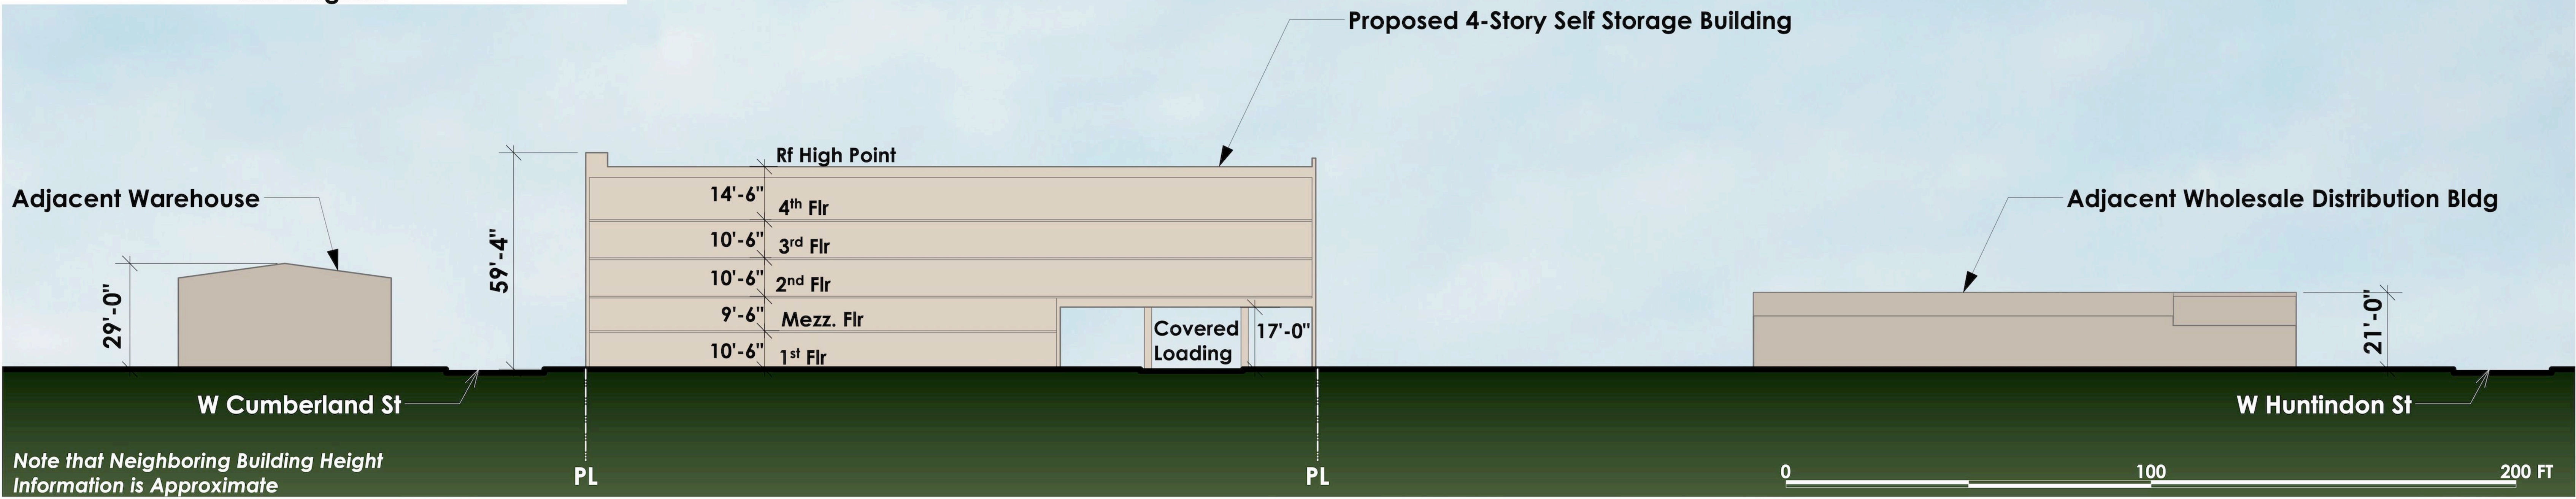 Proposed 4-Story Self Storage Building
Rf High Point
Adjacent Warehouse
Adjacent Wholesale Distribution Bldg
14'-6"
4th Flr
10'-6"
3rd Flr
59'-4"
10'-6"
2nd Flr
29'-0"
9'-6"
Mezz. Flr
Covered
Loading
17'-0"
21'-0"
10'-6"
1st Flr
W Cumberland St
W Huntindon St
Note that Neighboring Building Height
Information is Approximate
PL
PL
0
100
200 FT